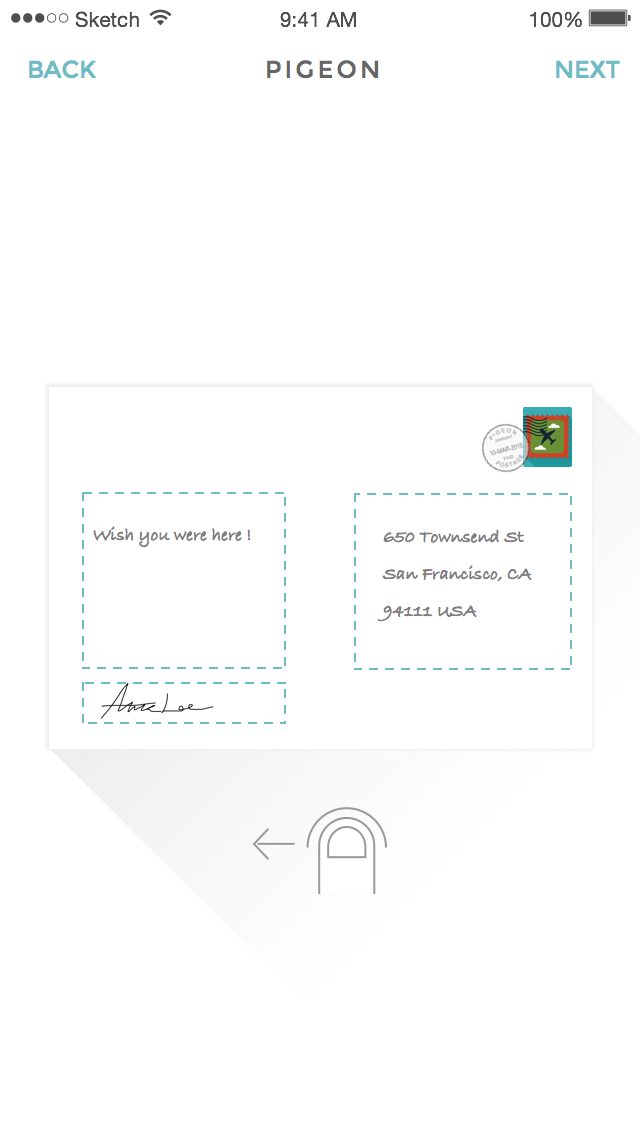 Sketch 9:41 AM 100%
BACK PIGEON NEXT
PIGEON
10-MAR-2015
PAID
POSTAGE
Wish you were here !
650 Townsend St
San Francisco, CA
94111 USA